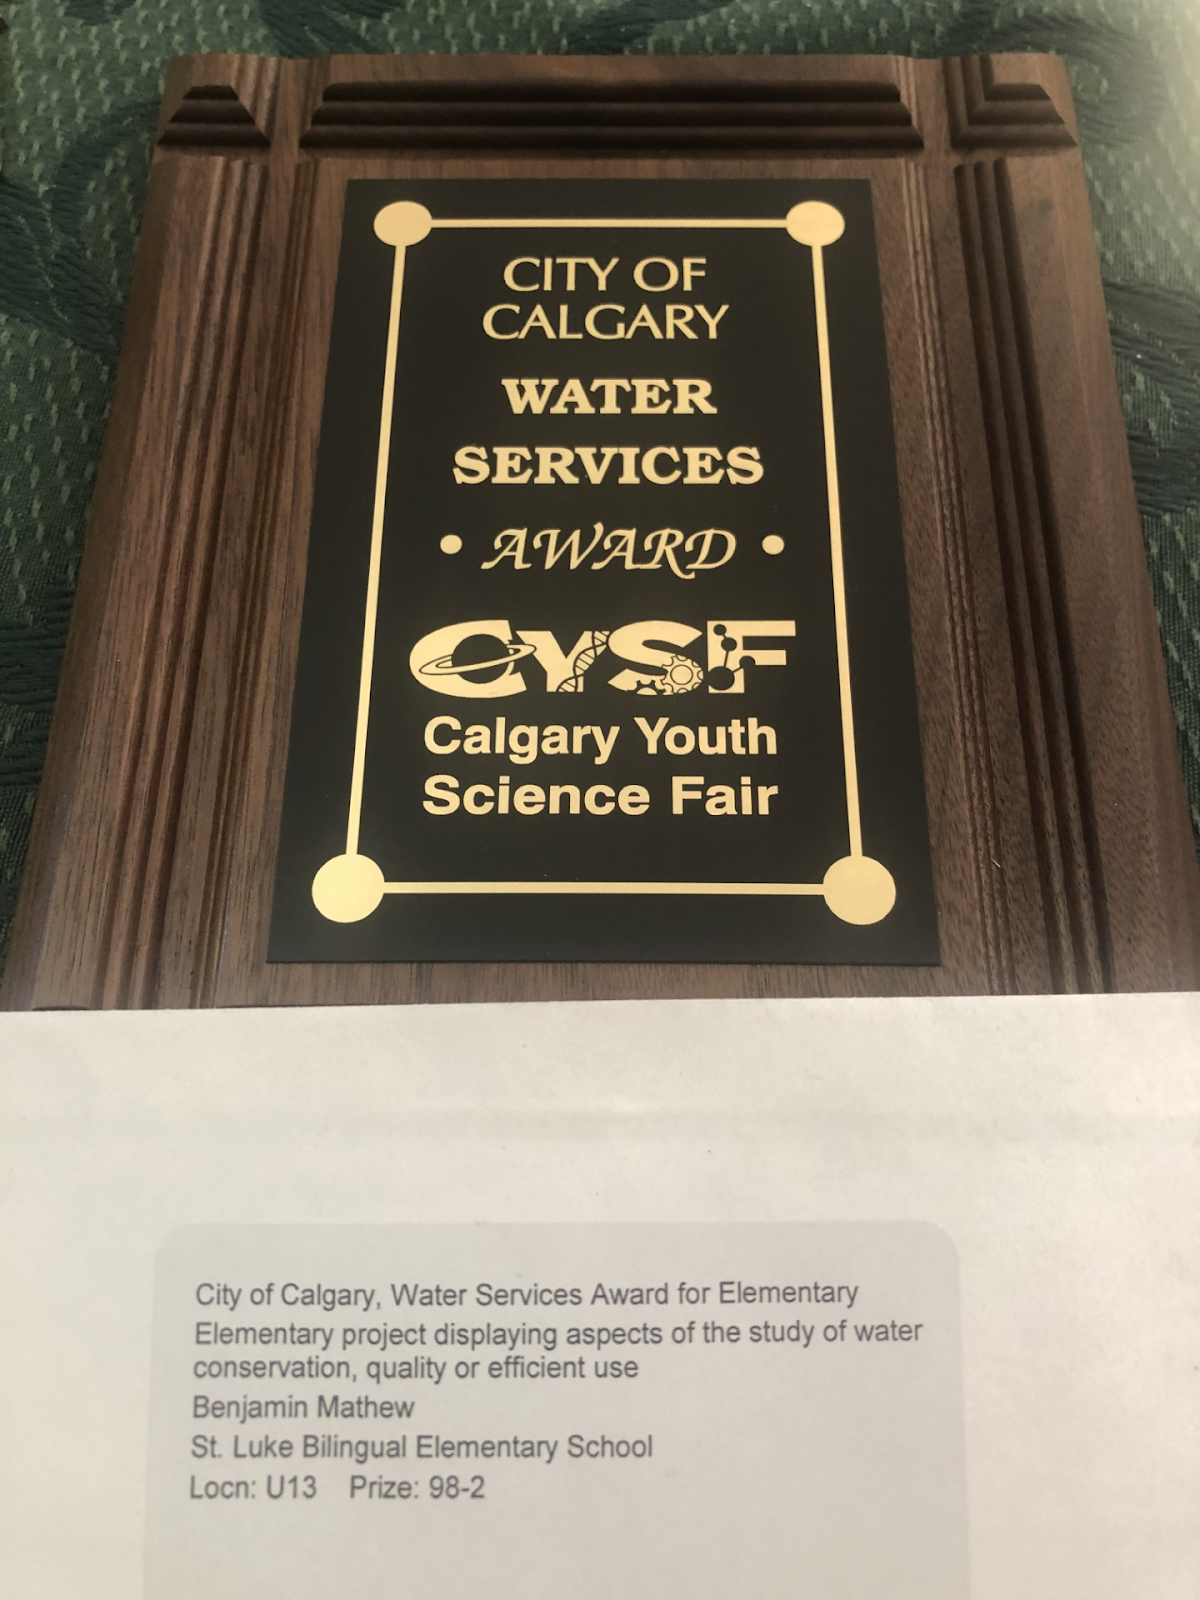 CITY OF
CALGARY
WATER
SERVICES
• AWARD •
CYSF
Calgary Youth
Science Fair
City of Calgary, Water Services Award for Elementary
Elementary project displaying aspects of the study of water
conservation, quality or efficient use
Benjamin Mathew
St. Luke Bilingual Elementary School
Locn: U13    Prize: 98-2